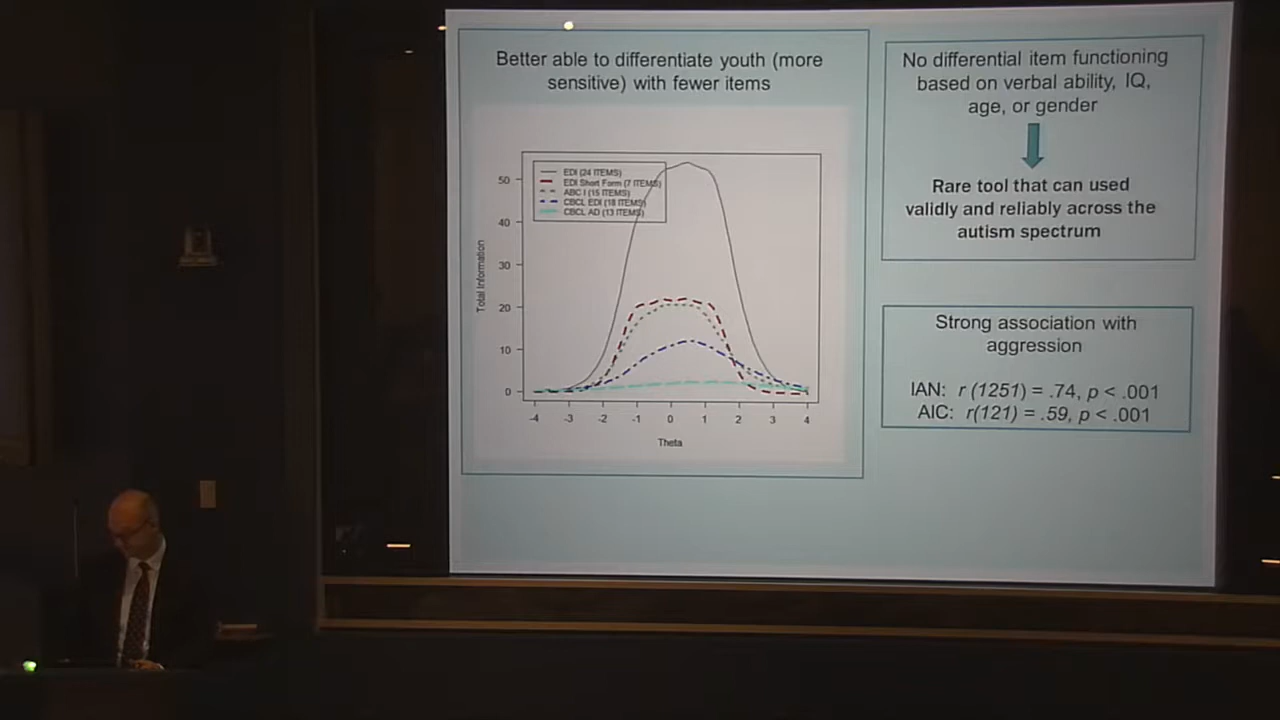 Better able to differentiate youth (more
sensitive) with fewer items
EDI (24 ITEMS)
EDI Short Form (7 ITEMS)
ABC I (15 ITEMS)
CBCL EDI (18 ITEMS)
CBCL AD (13 ITEMS)
Total Information
50
40
30
20
10
0
-4 -3 -2 -1 0 1 2 3 4
Theta
No differential item functioning
based on verbal ability, IQ,
age, or gender
Rare tool that can used
validly and reliably across the
autism spectrum
Strong association with
aggression
IAN: r (1251) = .74, p < .001
AIC: r(121) = .59, p < .001